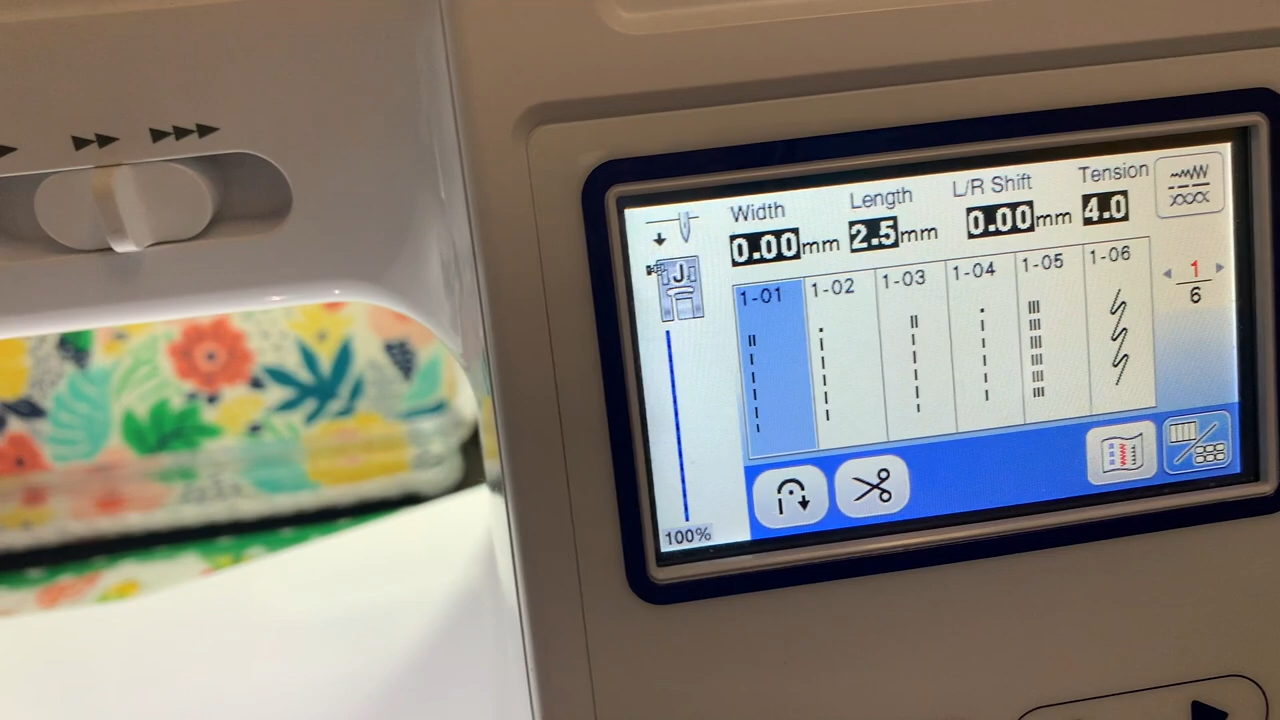 Width Length L/R Shift Tension
0.00mm 2.5mm 0.00mm 4.0
J
1-01 1-02 1-03 1-04 1-05 1-06
1
6
100%